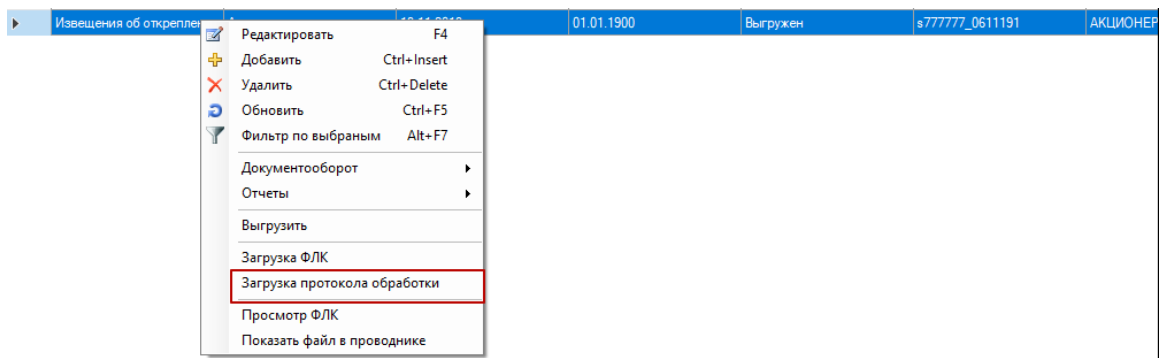 Извещения об откреплен 01.01.1900 Выгружен s777777_0611191 АКЦИОНЕР
Редактировать F4
Добавить Ctrl+Insert
Удалить Ctrl+Delete
Обновить Ctrl+F5
Фильтр по выбраным Alt+F7
Документооборот
Отчеты
Выгрузить
Загрузка ФЛК
Загрузка протокола обработки
Просмотр ФЛК
Показать файл в проводнике